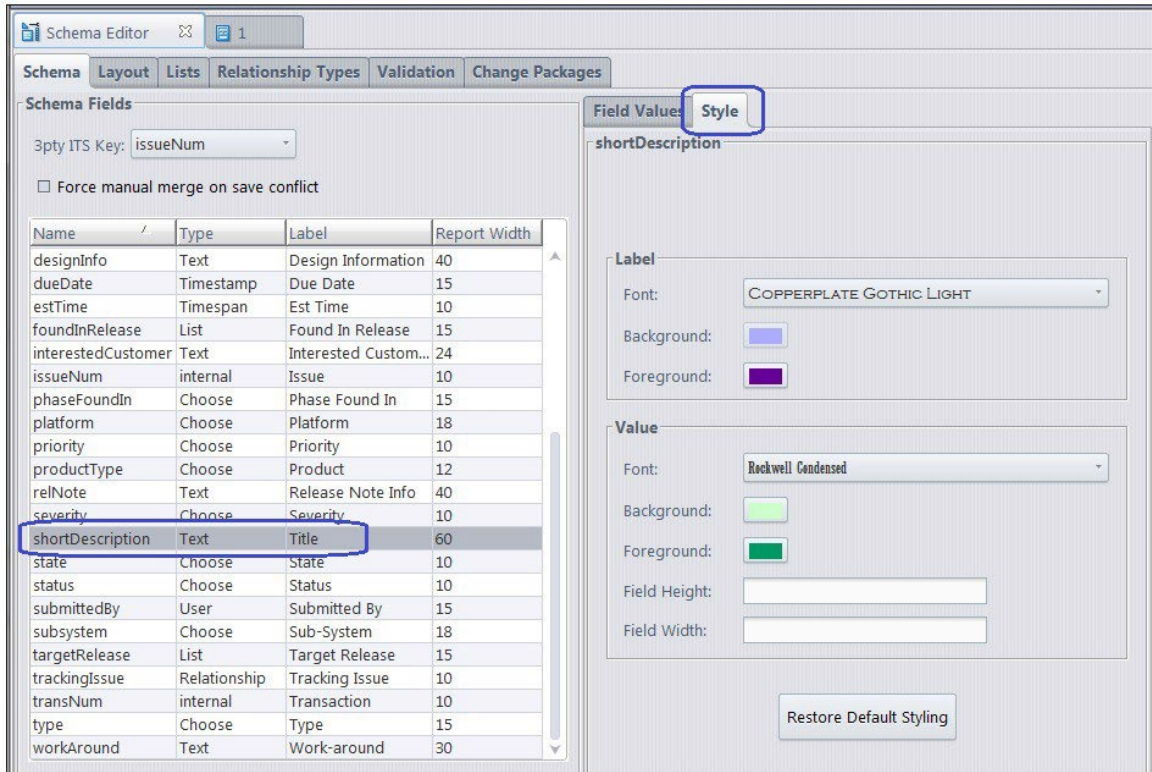 Schema Editor 1
Schema Layout Lists Relationship Types Validation Change Packages
Schema Fields
3pty ITS Key: issueNum
Force manual merge on save conflict
Name Type Label Report Width
designInfo Text Design Information 40
dueDate Timestamp Due Date 15
estTime Timespan Est Time 10
foundInRelease List Found In Release 15
interestedCustomer Text Interested Custom... 24
issueNum internal Issue 10
phaseFoundIn Choose Phase Found In 15
platform Choose Platform 18
priority Choose Priority 10
productType Choose Product 12
relNote Text Release Note Info 40
severity Choose Severity 10
shortDescription Text Title 60
state Choose State 10
status Choose Status 10
submittedBy User Submitted By 15
subsystem Choose Sub-System 18
targetRelease List Target Release 15
trackingIssue Relationship Tracking Issue 10
transNum internal Transaction 10
type Choose Type 15
workAround Text Work-around 30
Field Values Style
shortDescription
Label
Font: Copperplate Gothic Light
Background:
Foreground:
Value
Font: Rockwell Condensed
Background:
Foreground:
Field Height:
Field Width:
Restore Default Styling